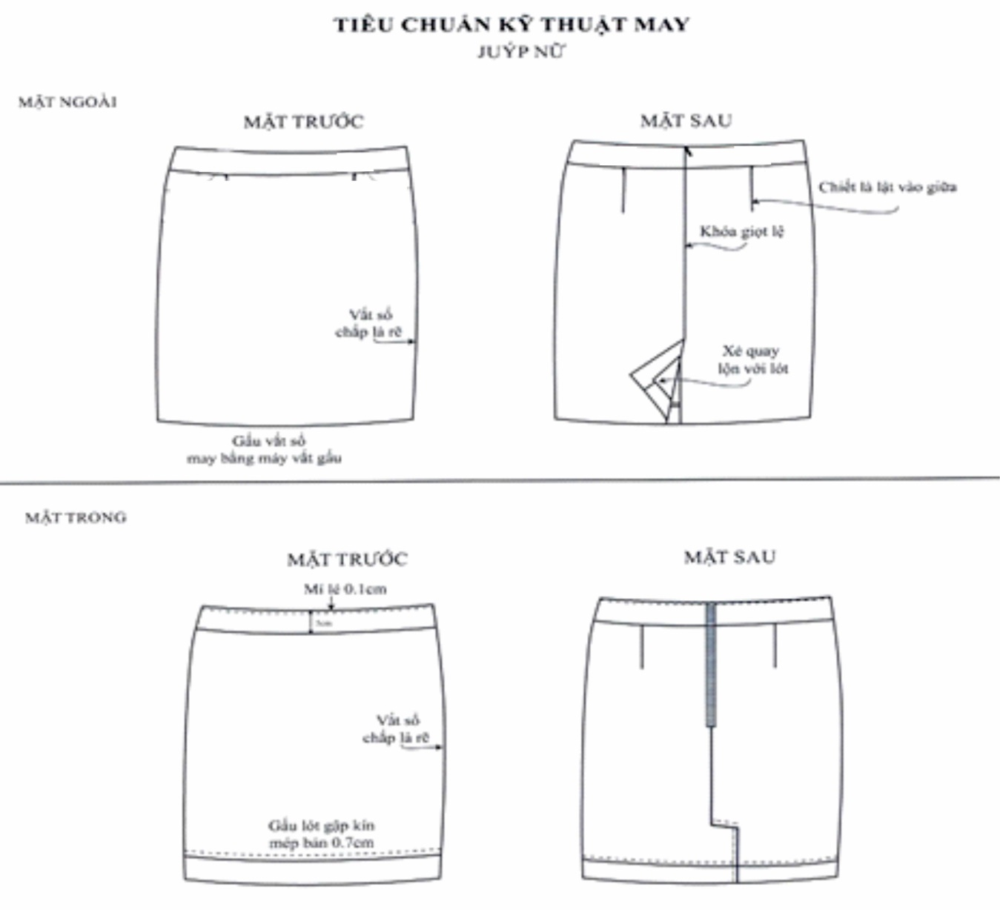 TIÊU CHUẨN KỸ THUẬT MAY
JUÝP NỮ
MẶT NGOÀI
MẶT TRƯỚC
MẶT SAU
Chiết là lật vào giữa
Khóa giọt lệ
Vắt sổ
chắp là rẽ
Xẻ quay
lộn với lót
Gấu vắt sổ
may bằng máy vắt gấu
MẶT TRONG
MẶT TRƯỚC
MẶT SAU
Mí lé 0.1cm
Vắt sổ
chắp là rẽ
Gấu lót gập kín
mép bản 0.7cm